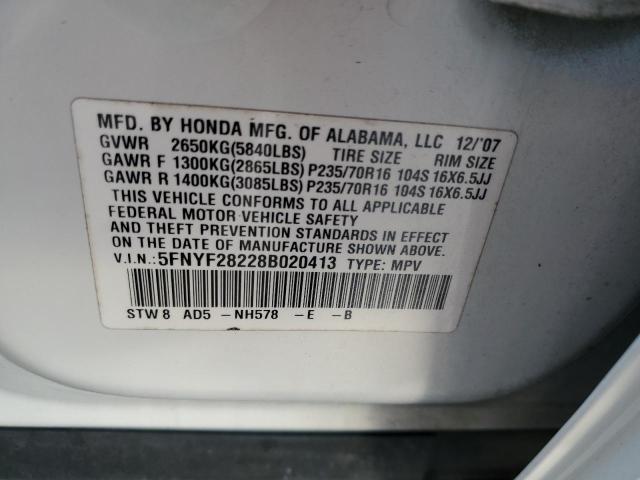 MFD. BY HONDA MFG. OF ALABAMA, LLC 12/'07
GVWR 2650KG(5840LBS) TIRE SIZE RIM SIZE
GAWR F 1300KG(2865LBS) P235/70R16 104S 16X6.5JJ
GAWR R 1400KG(3085LBS) P235/70R16 104S 16X6.5JJ
THIS VEHICLE CONFORMS TO ALL APPLICABLE
FEDERAL MOTOR VEHICLE SAFETY
AND THEFT PREVENTION STANDARDS IN EFFECT
ON THE DATE OF MANUFACTURE SHOWN ABOVE.
V.I.N.: 5FNYF28228B020413 TYPE: MPV
STW8 AD5 -NH578 -E -B